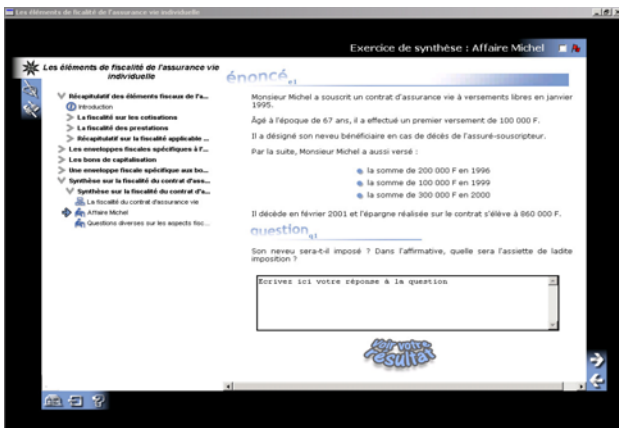 Les éléments de ficalité de l'assurance vie individuelle
Exercice de synthèse : Affaire Michel
Les éléments de fiscalité de l'assurance vie
individuelle
Récapitulatif des éléments fiscaux de l'a...
Introduction
La fiscalité sur les cotisations
La fiscalité des prestations
Récapitulatif sur la fiscalité applicable ...
Les enveloppes fiscales spécifiques à l'...
Les bons de capitalisation
Une enveloppe fiscale spécifique aux bo...
Synthèse sur la fiscalité du contrat d'ass...
Synthèse sur la fiscalité du contrat d'a...
La fiscalité du contrat d'assurance vie
Affaire Michel
Questions diverses sur les aspects fisc...
énoncé
Monsieur Michel a souscrit un contrat d'assurance vie à versements libres en janvier
1995.
Âgé à l'époque de 67 ans, il a effectué un premier versement de 100 000 F.
Il a désigné son neveu bénéficiaire en cas de décès de l'assuré-souscripteur.
Par la suite, Monsieur Michel a aussi versé :
la somme de 200 000 F en 1996
la somme de 100 000 F en 1999
la somme de 300 000 F en 2000
Il décède en février 2001 et l'épargne réalisée sur le contrat s'élève à 860 000 F.
question
Son neveu sera-t-il imposé ? Dans l'affirmative, quelle sera l'assiette de ladite
imposition ?
Ecrivez ici votre réponse à la question
Voir votre
résultat